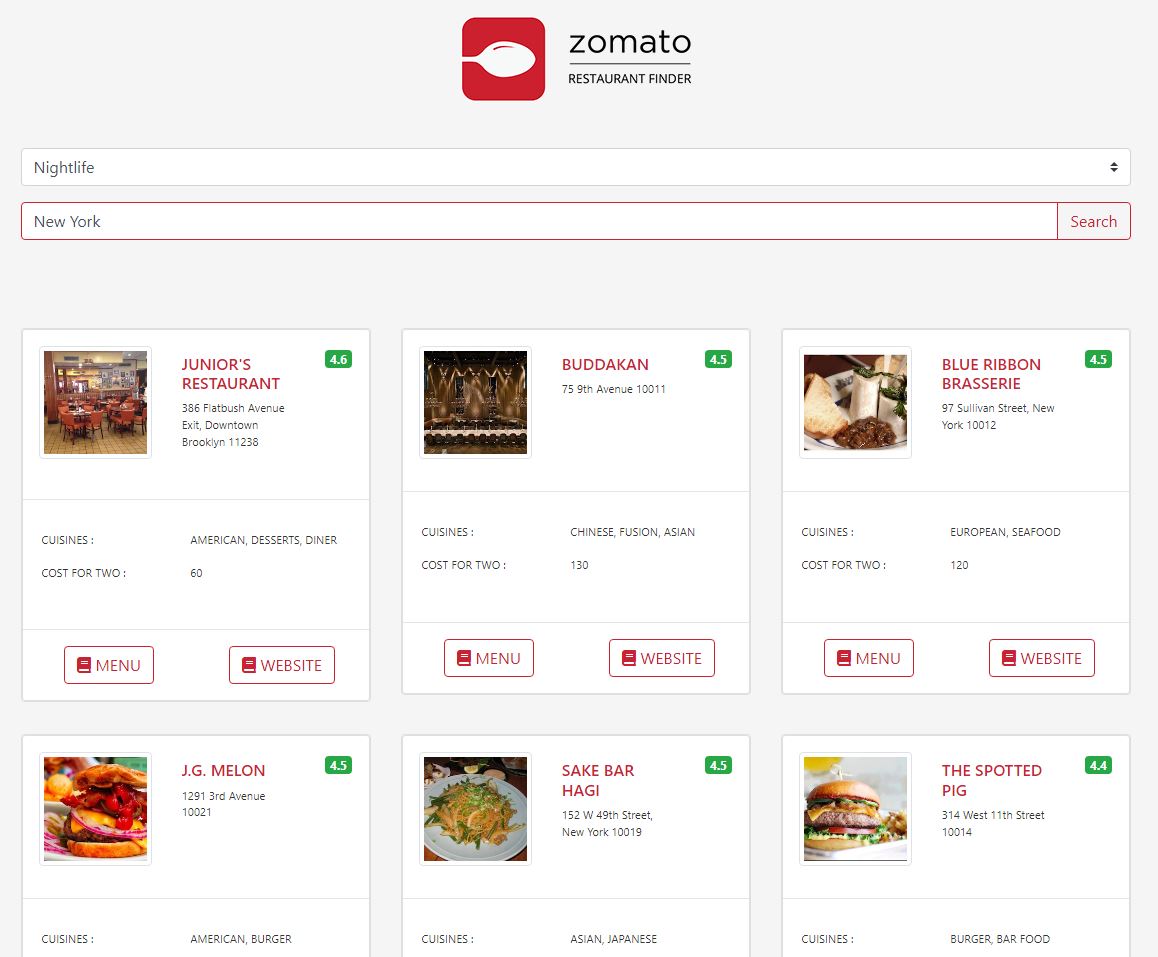 zomato
RESTAURANT FINDER
Nightlife
New York
Search
JUNIOR'S
RESTAURANT
4.6
386 Flatbush Avenue
Exit, Downtown
Brooklyn 11238
CUISINES :
AMERICAN, DESSERTS, DINER
COST FOR TWO :
60
MENU
WEBSITE
BUDDAKAN
4.5
75 9th Avenue 10011
CUISINES :
CHINESE, FUSION, ASIAN
COST FOR TWO :
130
MENU
WEBSITE
BLUE RIBBON
BRASSERIE
4.5
97 Sullivan Street, New
York 10012
CUISINES :
EUROPEAN, SEAFOOD
COST FOR TWO :
120
MENU
WEBSITE
J.G. MELON
4.5
1291 3rd Avenue
10021
CUISINES :
AMERICAN, BURGER
SAKE BAR
HAGI
4.5
152 W 49th Street,
New York 10019
CUISINES :
ASIAN, JAPANESE
THE SPOTTED
PIG
4.4
314 West 11th Street
10014
CUISINES :
BURGER, BAR FOOD